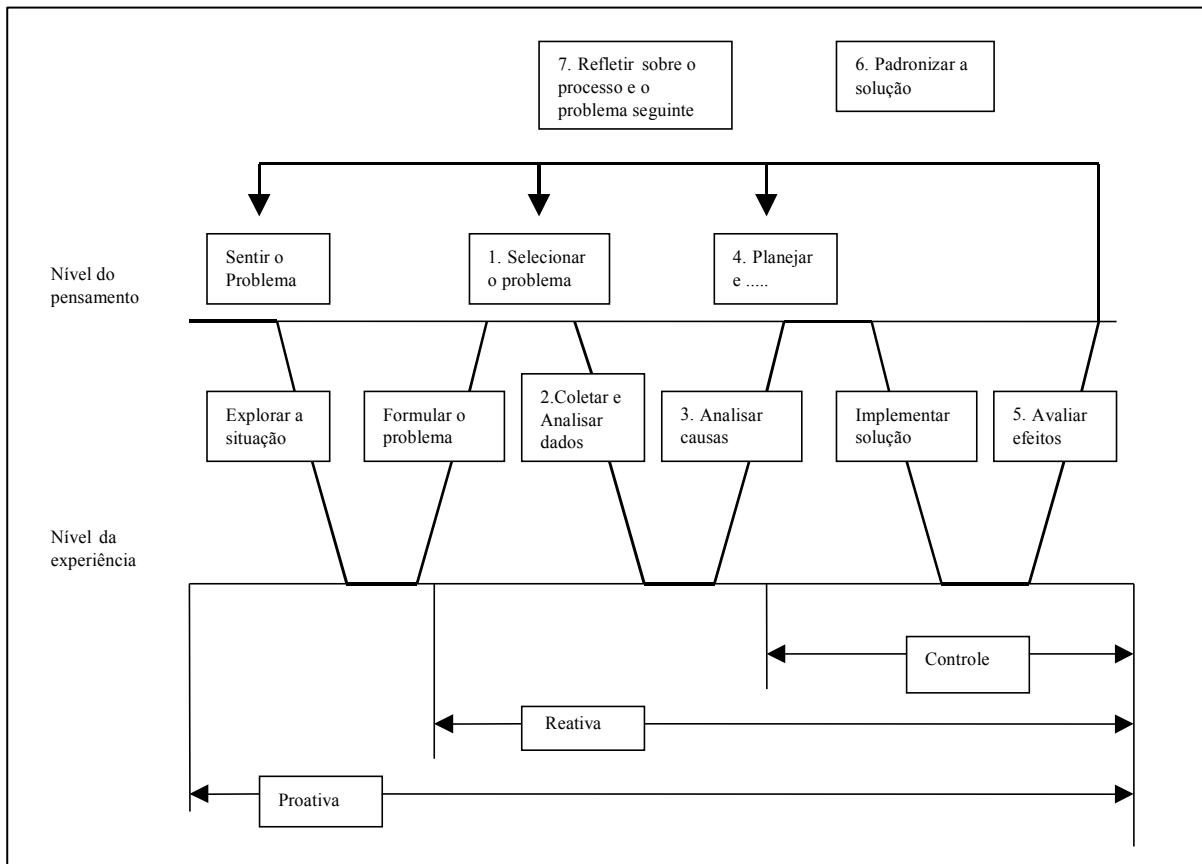 7. Refletir sobre o
processo e o
problema seguinte
6. Padronizar a
solução
Nível do
pensamento
Sentir o
Problema
1. Selecionar
o problema
4. Planejar
e .....
Explorar a
situação
Formular o
problema
2.Coletar e
Analisar
dados
3. Analisar
causas
Implementar
solução
5. Avaliar
efeitos
Nível da
experiência
Controle
Reativa
Proativa